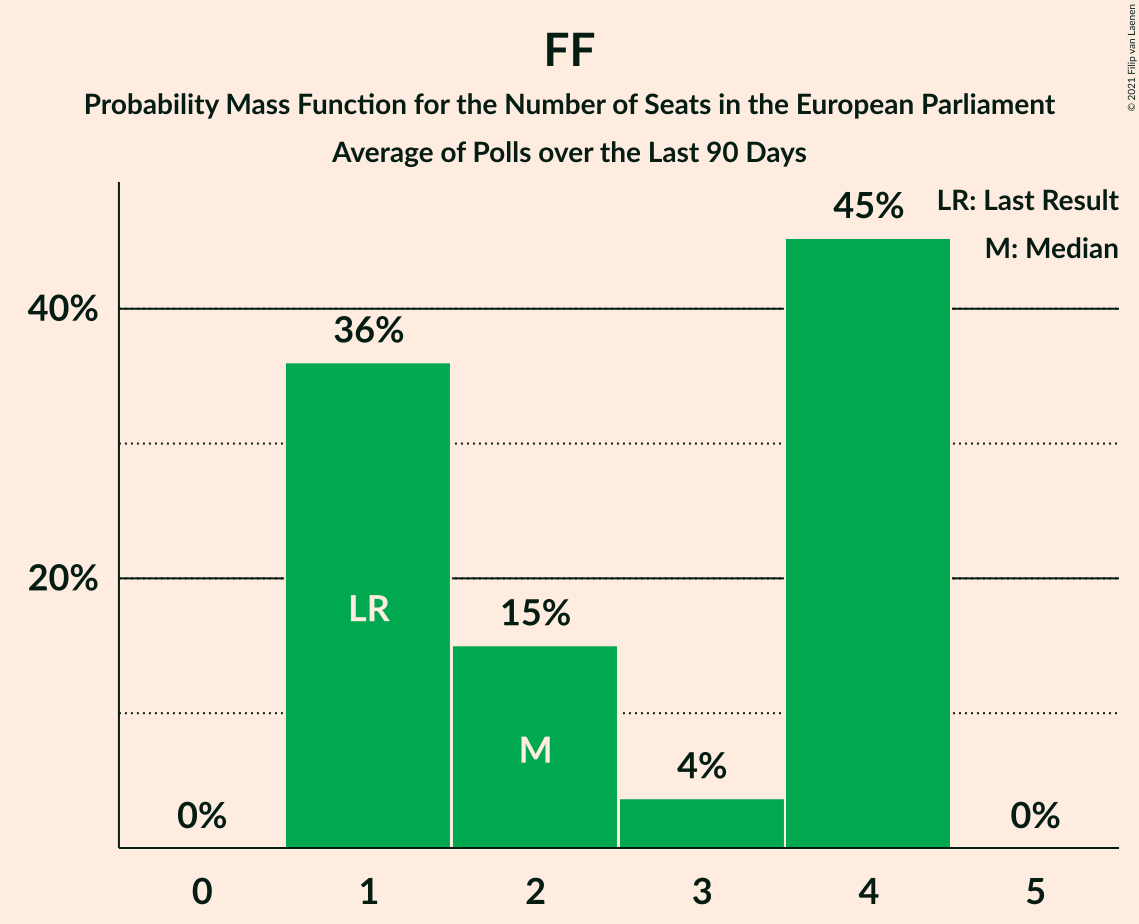 FF
Probability Mass Function for the Number of Seats in the European Parliament
Average of Polls over the Last 90 Days
© 2021 Filip van Laenen
LR: Last Result
M: Median
45%
40%
36%
20%
LR
15%
M
4%
0%
0%
0 1 2 3 4 5